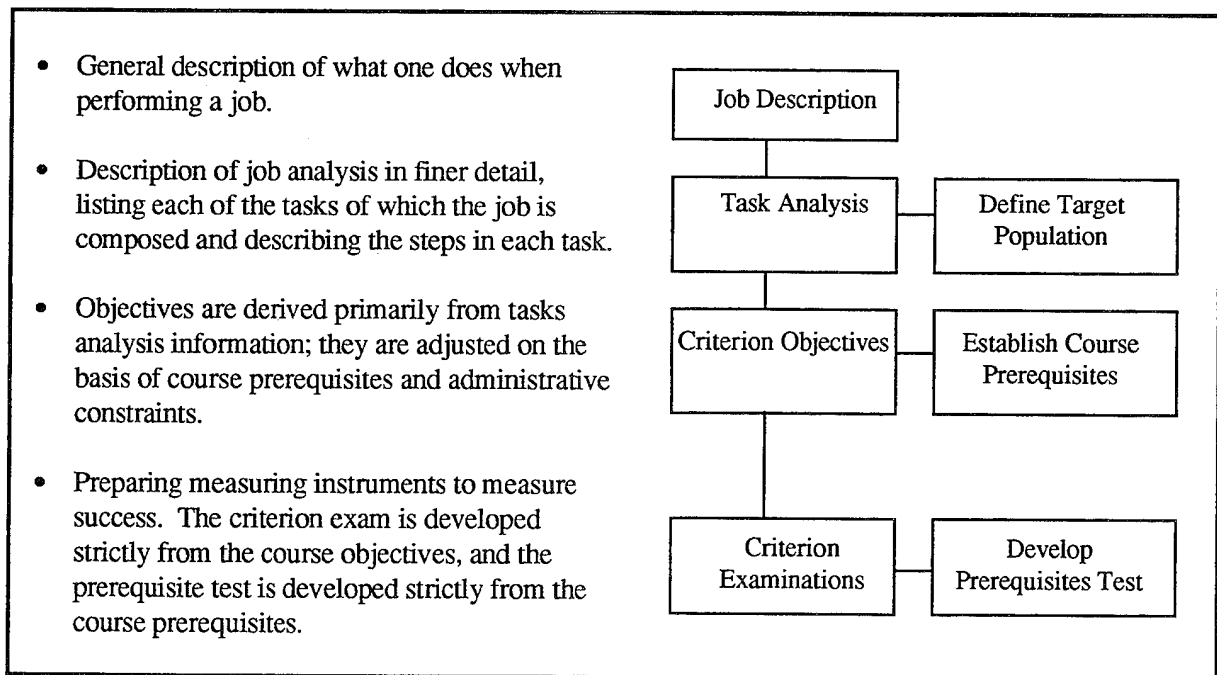 • General description of what one does when
performing a job.
• Description of job analysis in finer detail,
listing each of the tasks of which the job is
composed and describing the steps in each task.
• Objectives are derived primarily from tasks
analysis information; they are adjusted on the
basis of course prerequisites and administrative
constraints.
• Preparing measuring instruments to measure
success. The criterion exam is developed
strictly from the course objectives, and the
prerequisite test is developed strictly from the
course prerequisites.
Job Description
Task Analysis
Define Target
Population
Criterion Objectives
Establish Course
Prerequisites
Criterion
Examinations
Develop
Prerequisites Test